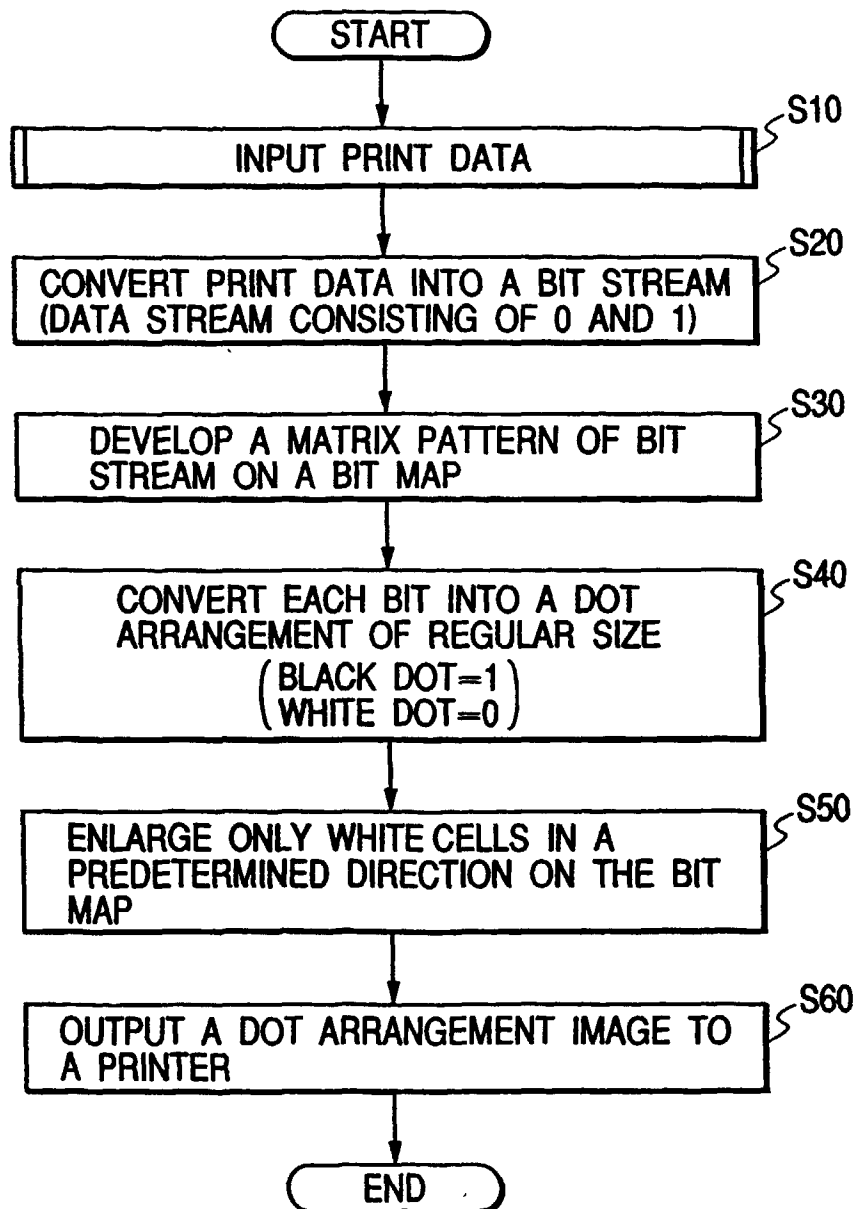 START
S10
INPUT PRINT DATA
S20
CONVERT PRINT DATA INTO A BIT STREAM
(DATA STREAM CONSISTING OF 0 AND 1)
S30
DEVELOP A MATRIX PATTERN OF BIT
STREAM ON A BIT MAP
S40
CONVERT EACH BIT INTO A DOT
ARRANGEMENT OF REGULAR SIZE
(BLACK DOT=1
WHITE DOT=0)
S50
ENLARGE ONLY WHITE CELLS IN A
PREDETERMINED DIRECTION ON THE BIT
MAP
S60
OUTPUT A DOT ARRANGEMENT IMAGE TO
A PRINTER
END